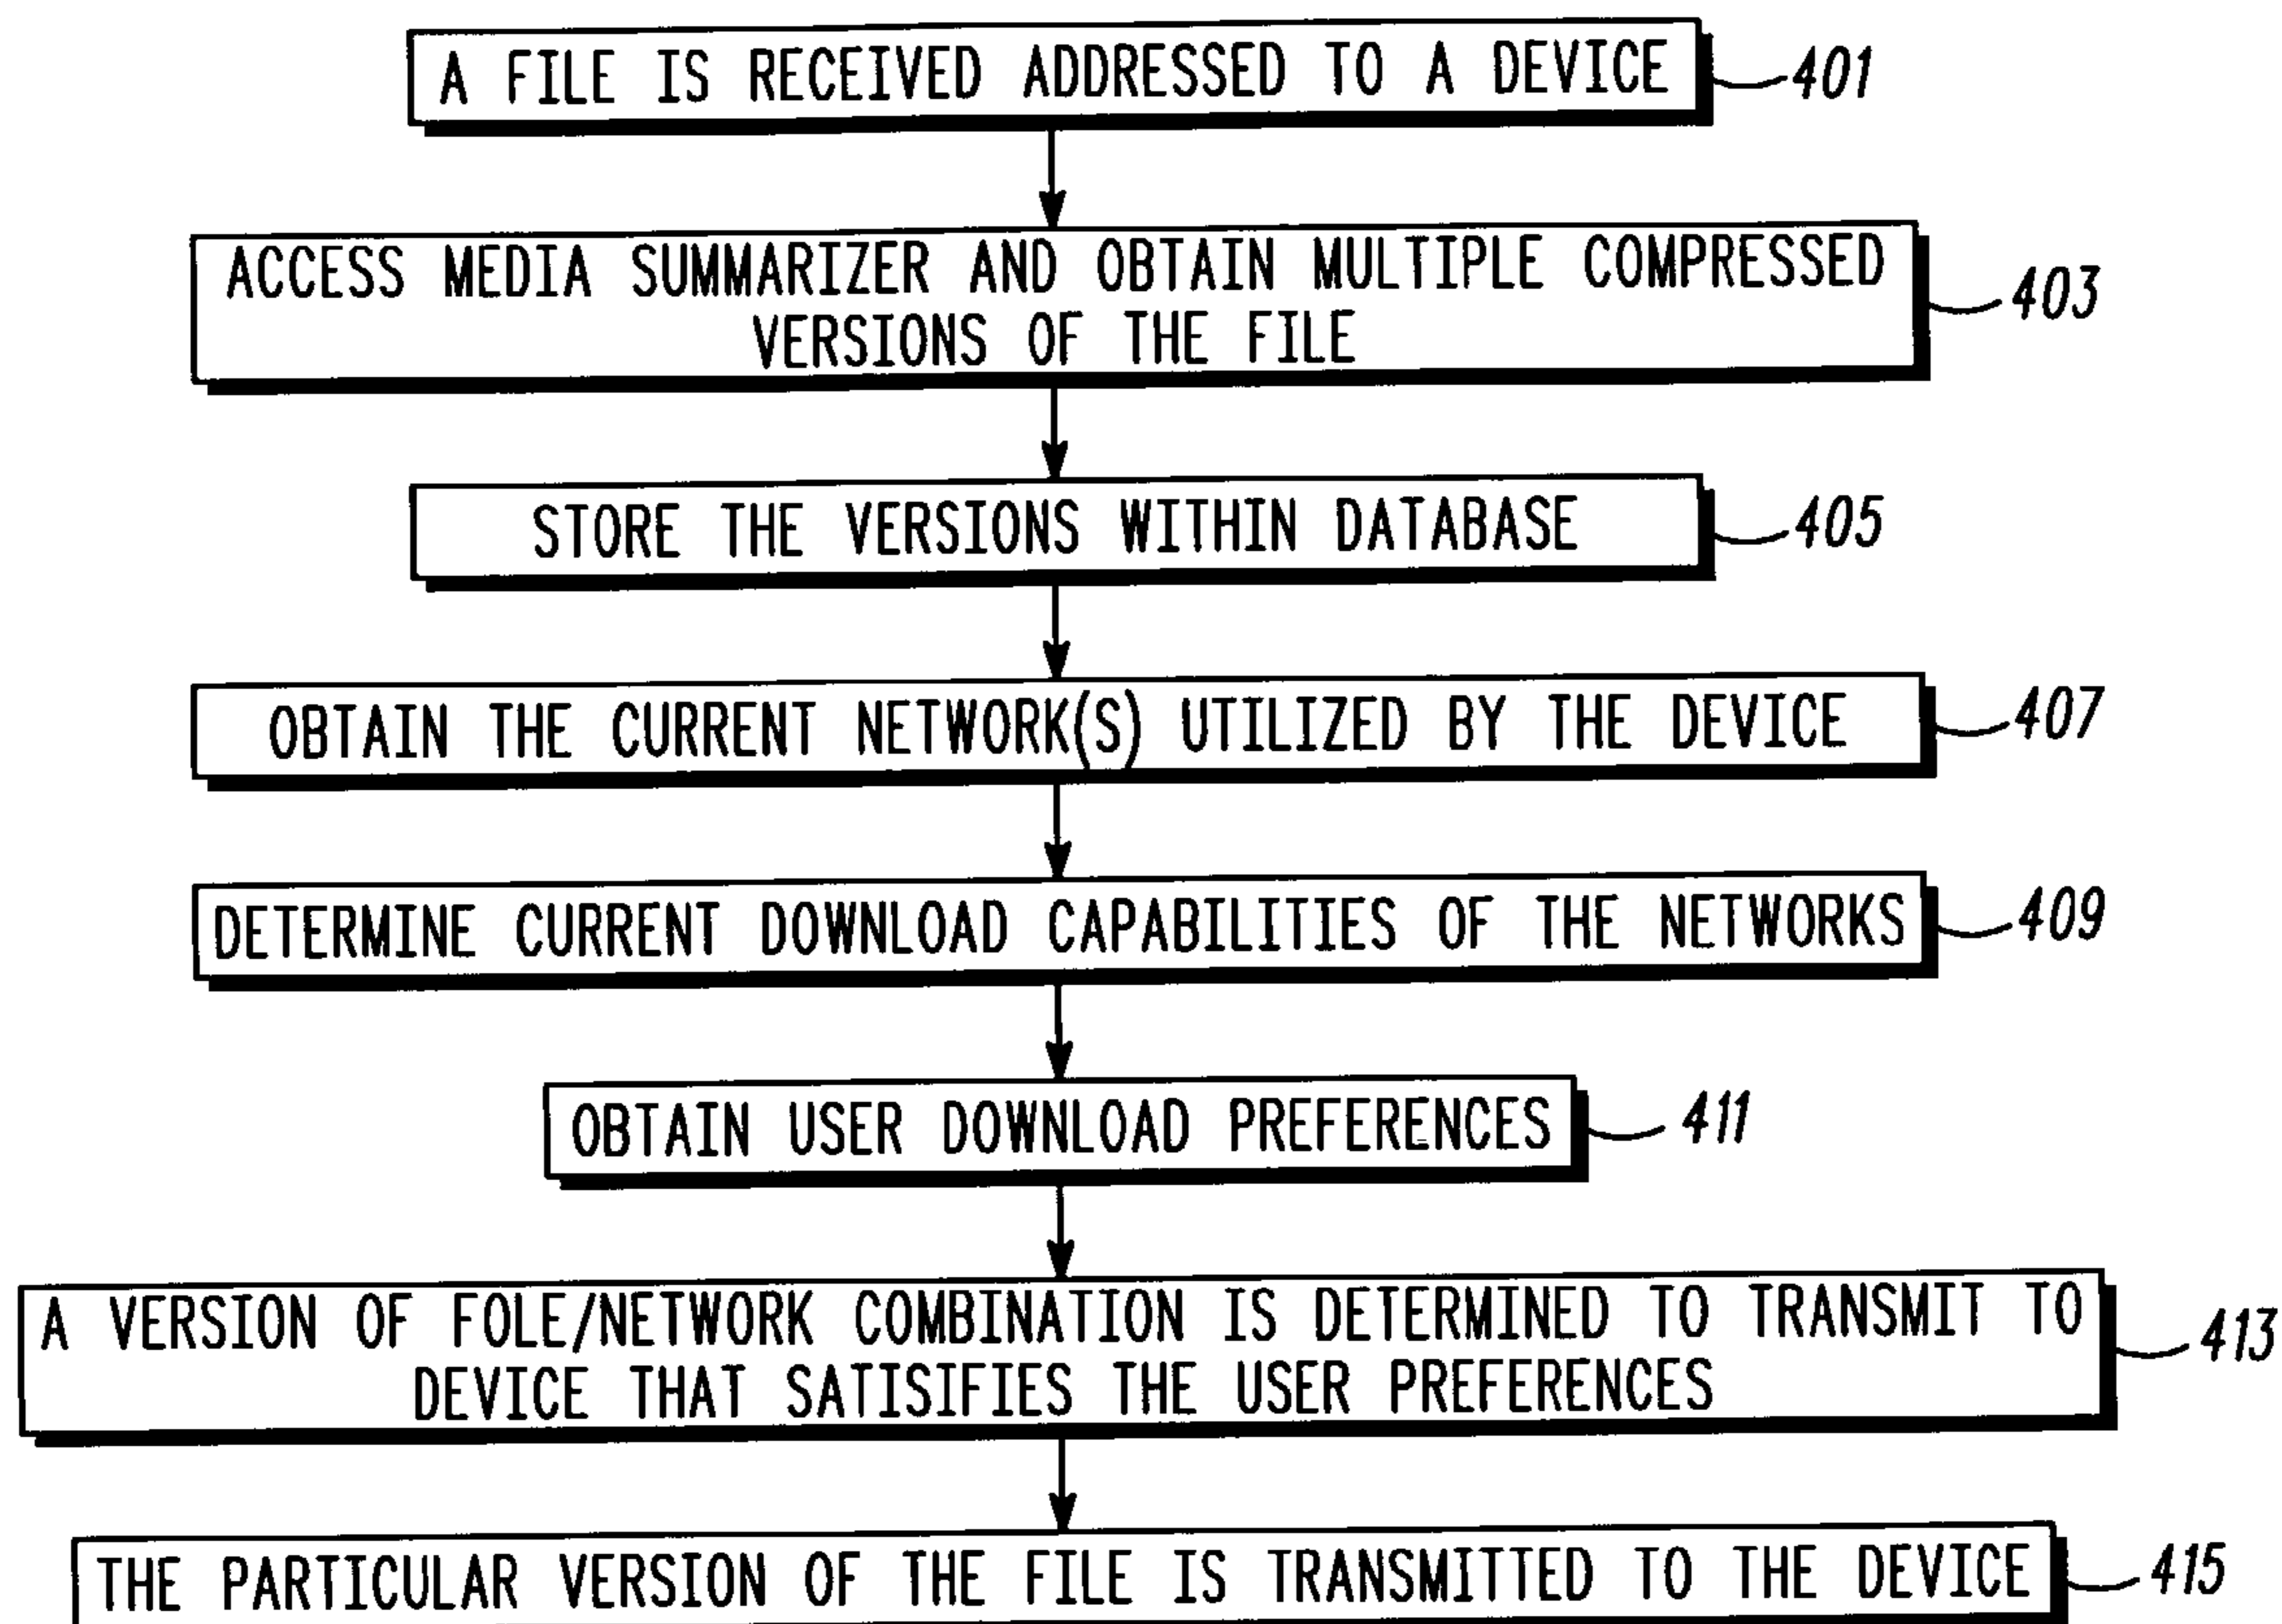 A FILE IS RECEIVED ADDRESSED TO A DEVICE 401
ACCESS MEDIA SUMMARIZER AND OBTAIN MULTIPLE COMPRESSED
VERSIONS OF THE FILE 403
STORE THE VERSIONS WITHIN DATABASE 405
OBTAIN THE CURRENT NETWORK(S) UTILIZED BY THE DEVICE 407
DETERMINE CURRENT DOWNLOAD CAPABILITIES OF THE NETWORKS 409
OBTAIN USER DOWNLOAD PREFERENCES 411
A VERSION OF FOLE/NETWORK COMBINATION IS DETERMINED TO TRANSMIT TO
DEVICE THAT SATISIFIES THE USER PREFERENCES 413
THE PARTICULAR VERSION OF THE FILE IS TRANSMITTED TO THE DEVICE 415